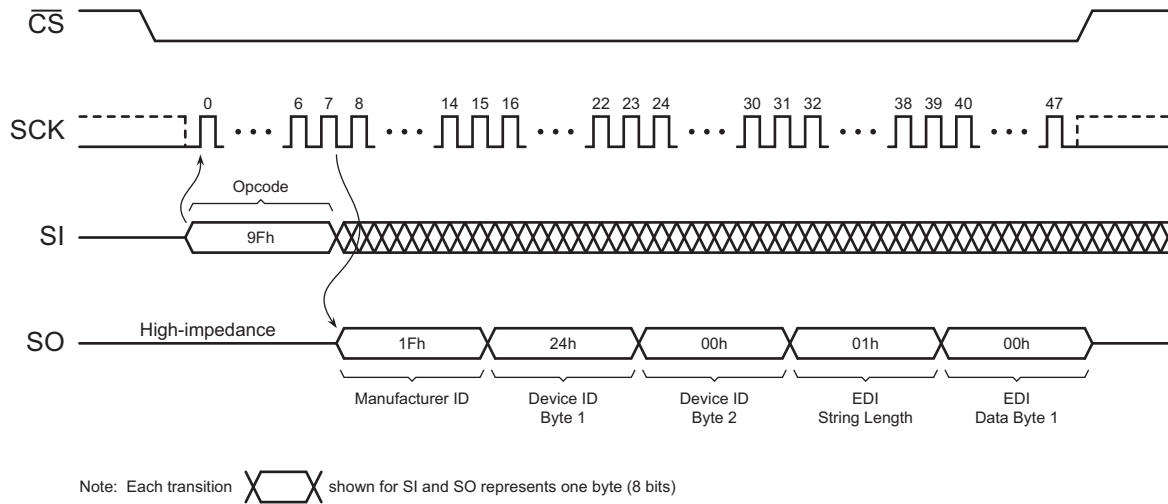 CS
0 6 7 8 14 15 16 22 23 24 30 31 32 38 39 40 47
SCK
Opcode
SI
9Fh
High-impedance
SO
1Fh 24h 00h 01h 00h
Manufacturer ID Device ID EDI
Byte 1
Device ID
Byte 2
EDI
String Length
EDI
Data Byte 1
Note: Each transition shown for SI and SO represents one byte (8 bits)